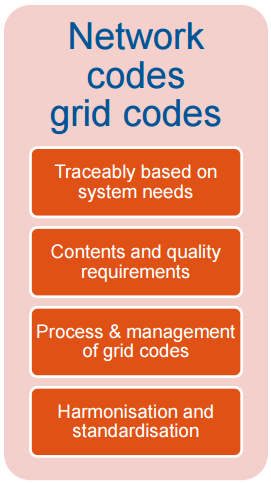 Network
codes
grid codes
Traceably based on
system needs
Contents and quality
requirements
Process & management
of grid codes
Harmonisation and
standardisation